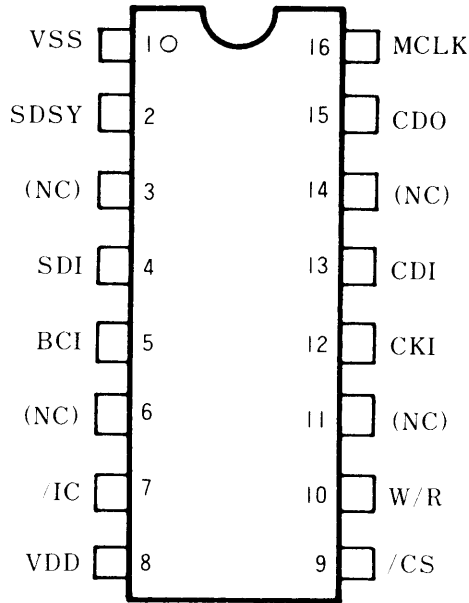 VSS 1 16 MCLK
SDSY 2 15 CDO
(NC) 3 14 (NC)
SDI 4 13 CDI
BCI 5 12 CKI
(NC) 6 11 (NC)
/IC 7 10 W/R
VDD 8 9 /CS